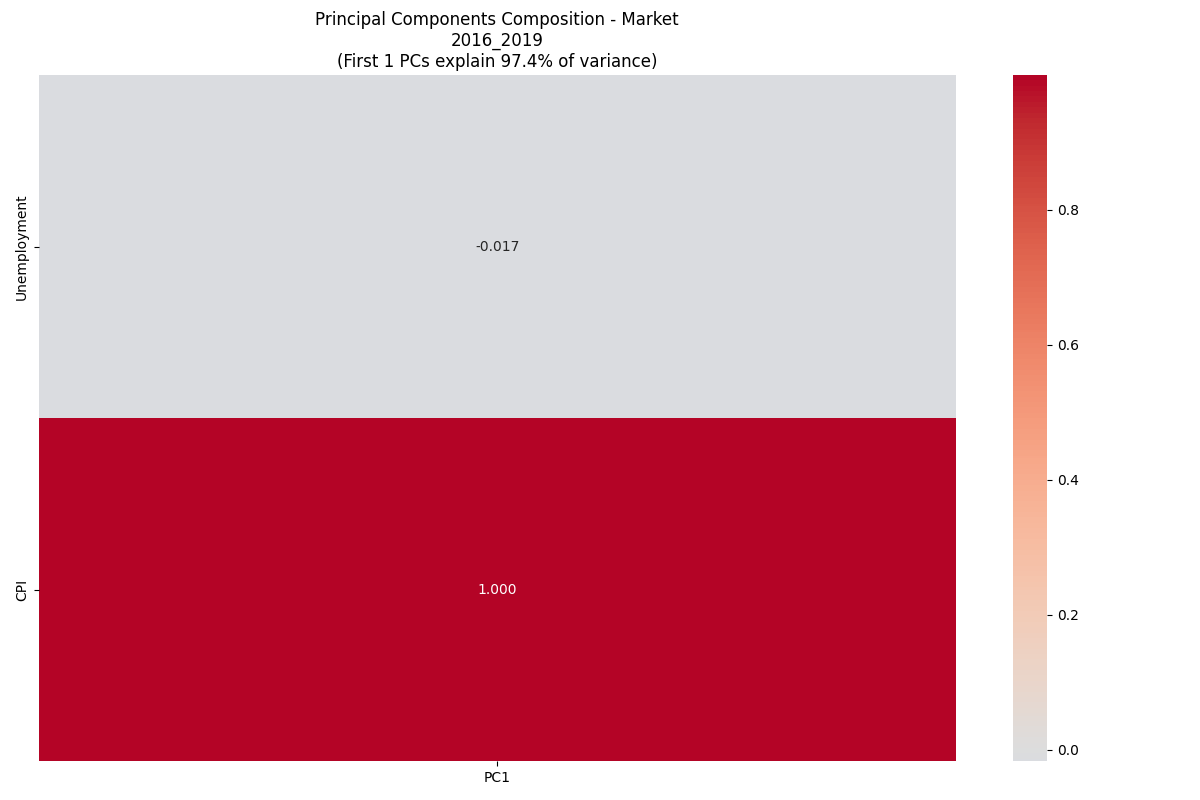 Principal Components Composition - Market
2016_2019
(First 1 PCs explain 97.4% of variance)
Unemployment
-0.017
CPI
1.000
PC1
0.8
0.6
0.4
0.2
0.0